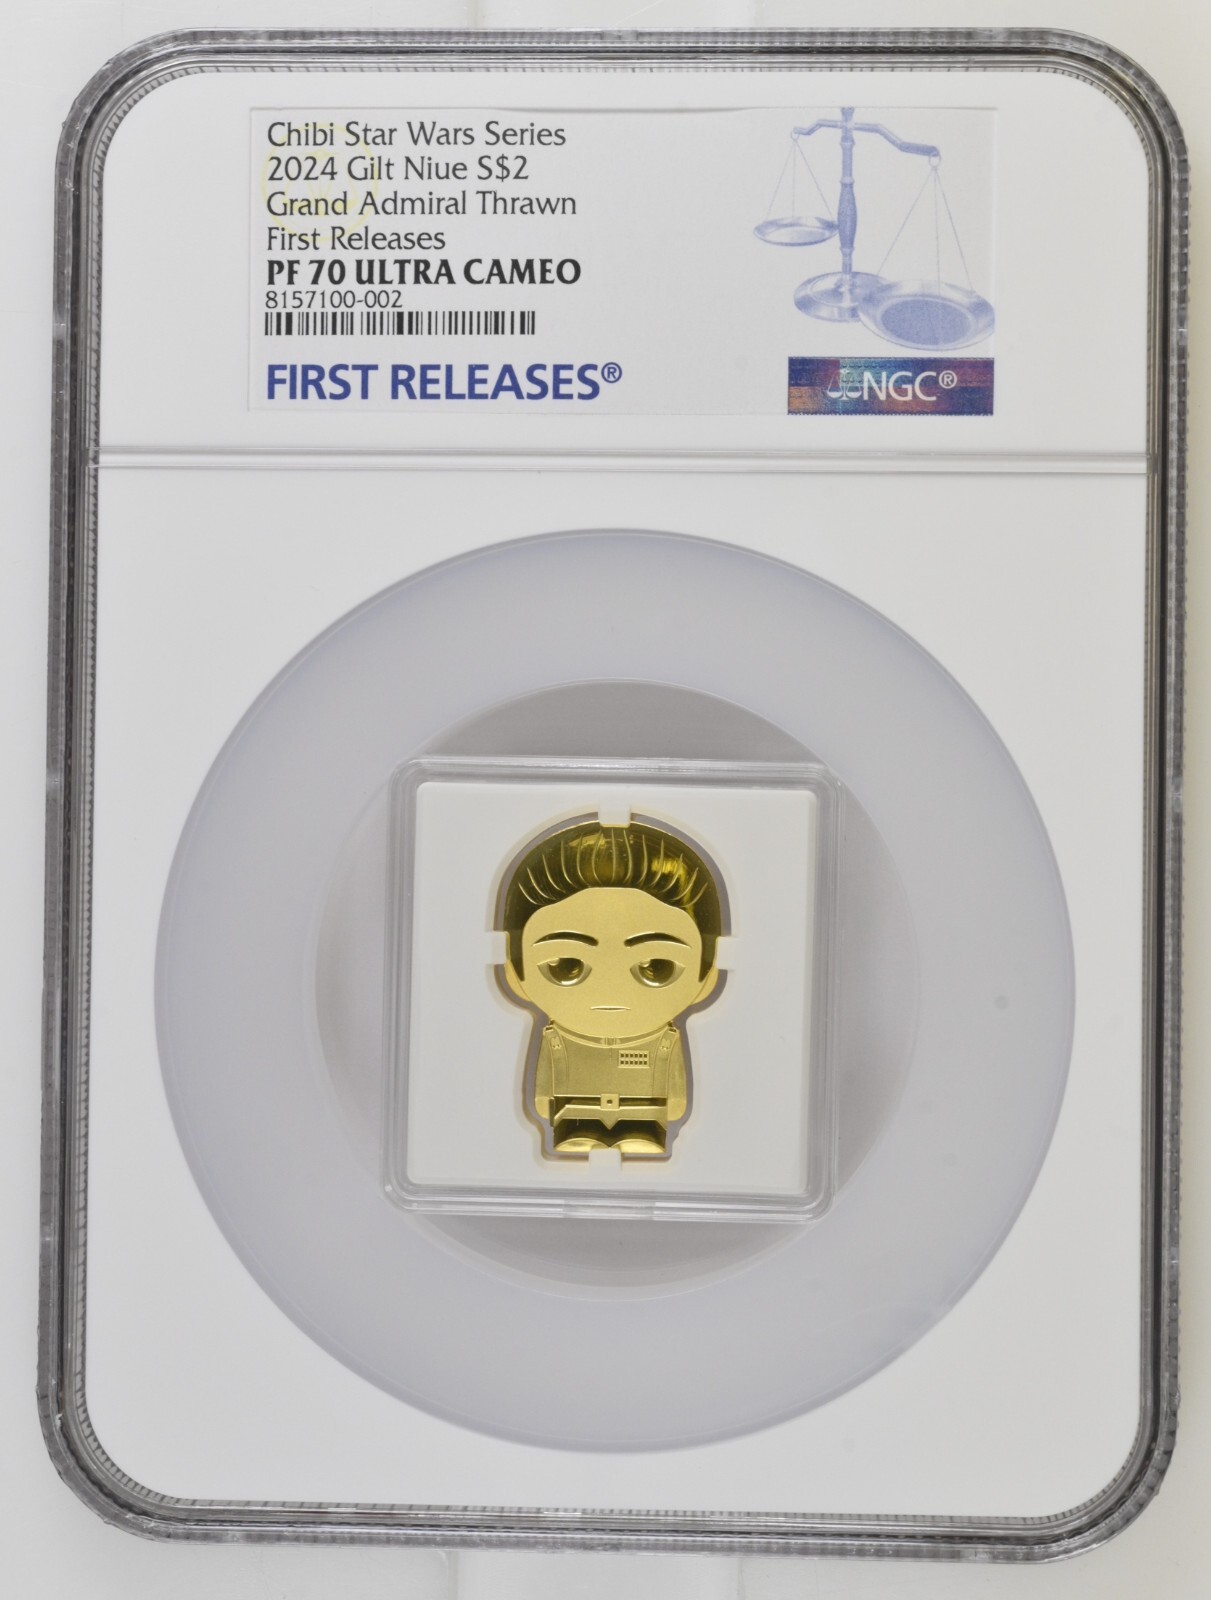 Chibi Star Wars Series
2024 Gilt Niue S$2
Grand Admiral Thrawn
First Releases
PF 70 ULTRA CAMEO
8157100-002
FIRST RELEASES®
NGC®